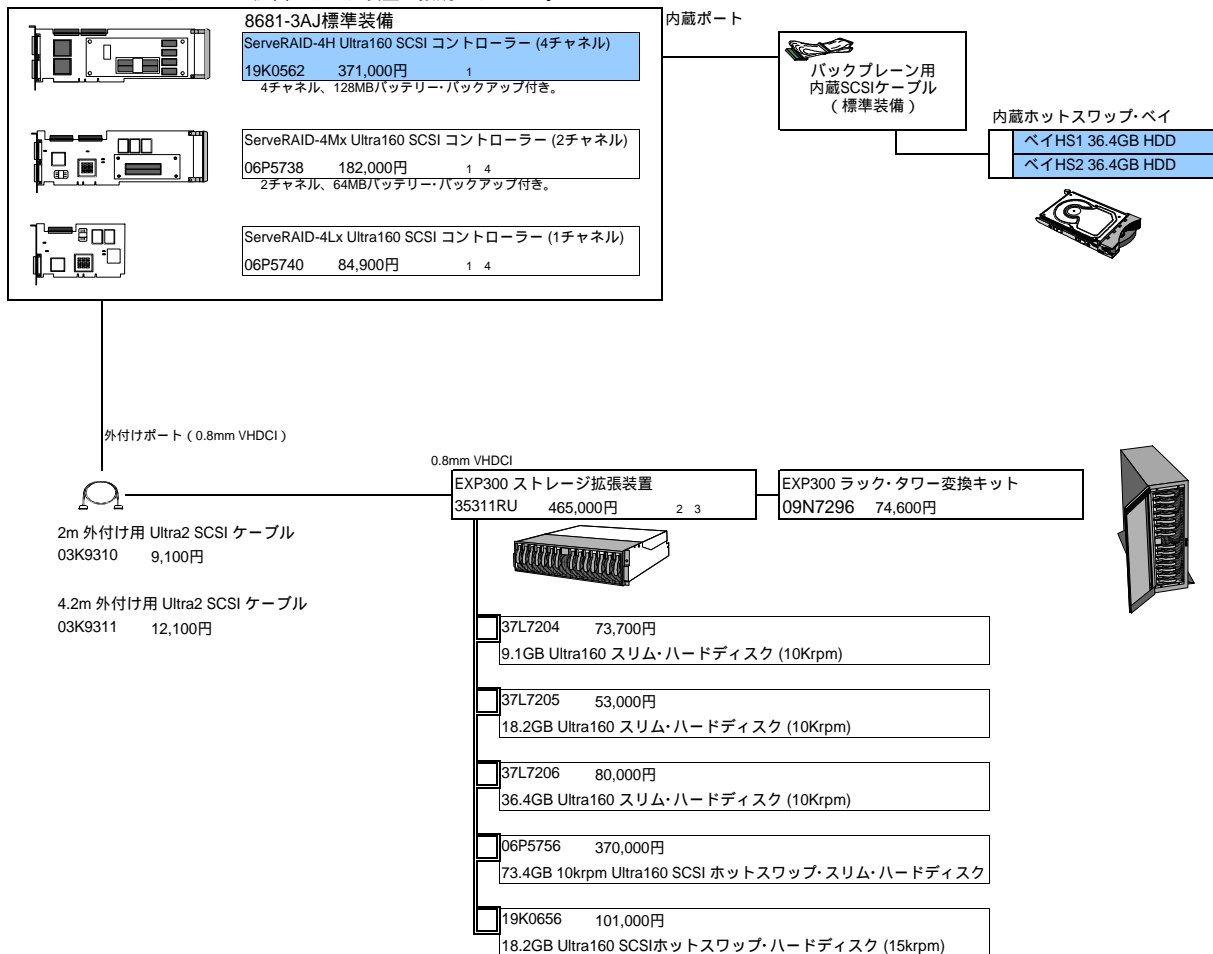 8681-3AJ標準装備
ServeRAID-4H Ultra160 SCSI コントローラー (4チャネル)
19K0562 371,000円 1
4チャネル、128MBバッテリー・バックアップ付き。
ServeRAID-4Mx Ultra160 SCSI コントローラー (2チャネル)
06P5738 182,000円 1 4
2チャネル、64MBバッテリー・バックアップ付き。
ServeRAID-4Lx Ultra160 SCSI コントローラー (1チャネル)
06P5740 84,900円 1 4
内蔵ポート
バックプレーン用
内蔵SCSIケーブル
(標準装備)
内蔵ホットスワップ・ベイ
ベイHS1 36.4GB HDD
ベイHS2 36.4GB HDD
外付けポート(0.8mm VHDCI)
2m 外付け用 Ultra2 SCSI ケーブル
03K9310 9,100円
4.2m 外付け用 Ultra2 SCSI ケーブル
03K9311 12,100円
0.8mm VHDCI
EXP300 ストレージ拡張装置
35311RU 465,000円 2 3
EXP300 ラック・タワー変換キット
09N7296 74,600円
37L7204 73,700円
9.1GB Ultra160 スリム・ハードディスク (10Krpm)
37L7205 53,000円
18.2GB Ultra160 スリム・ハードディスク (10Krpm)
37L7206 80,000円
36.4GB Ultra160 スリム・ハードディスク (10Krpm)
06P5756 370,000円
73.4GB 10krpm Ultra160 SCSI ホットスワップ・スリム・ハードディスク
19K0656 101,000円
18.2GB Ultra160 SCSIホットスワップ・ハードディスク (15krpm)